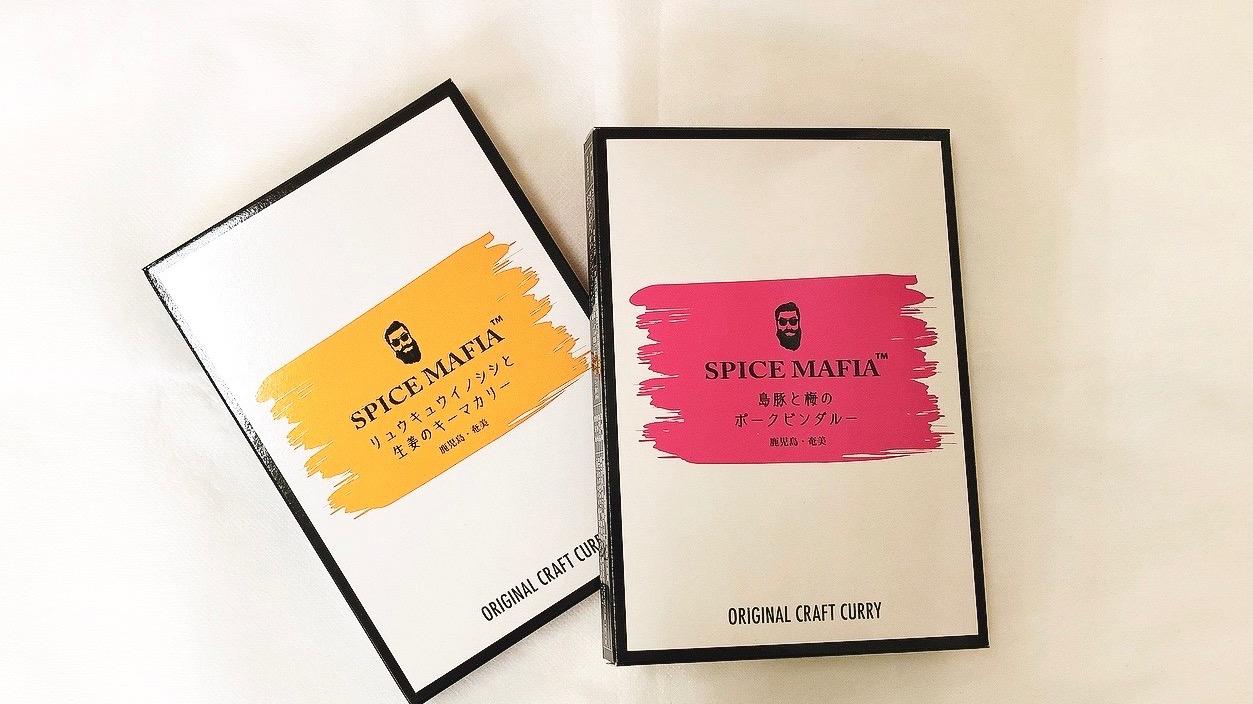 SPICE MAFIA™
リュウキュウイノシシと
生姜のキーマカリー
鹿児島・奄美
ORIGINAL CRAFT CURR
SPICE MAFIA™
島豚と梅の
ポークビンダルー
鹿児島・奄美
ORIGINAL CRAFT CURRY